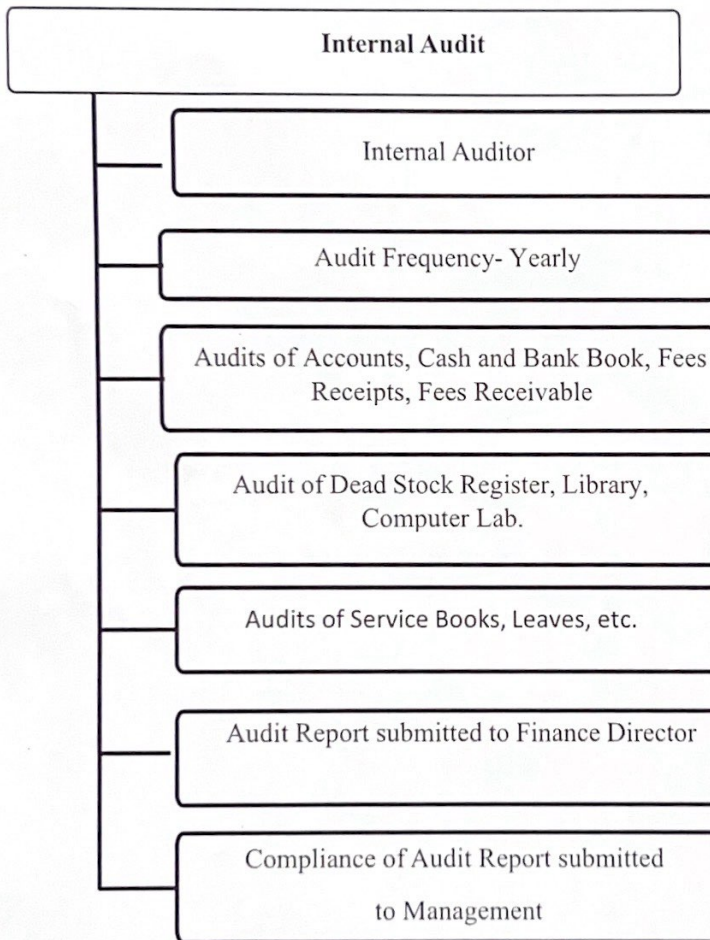 Internal Audit
Internal Auditor
Audit Frequency- Yearly
Audits of Accounts, Cash and Bank Book, Fees
Receipts, Fees Receivable
Audit of Dead Stock Register, Library,
Computer Lab.
Audits of Service Books, Leaves, etc.
Audit Report submitted to Finance Director
Compliance of Audit Report submitted
to Management